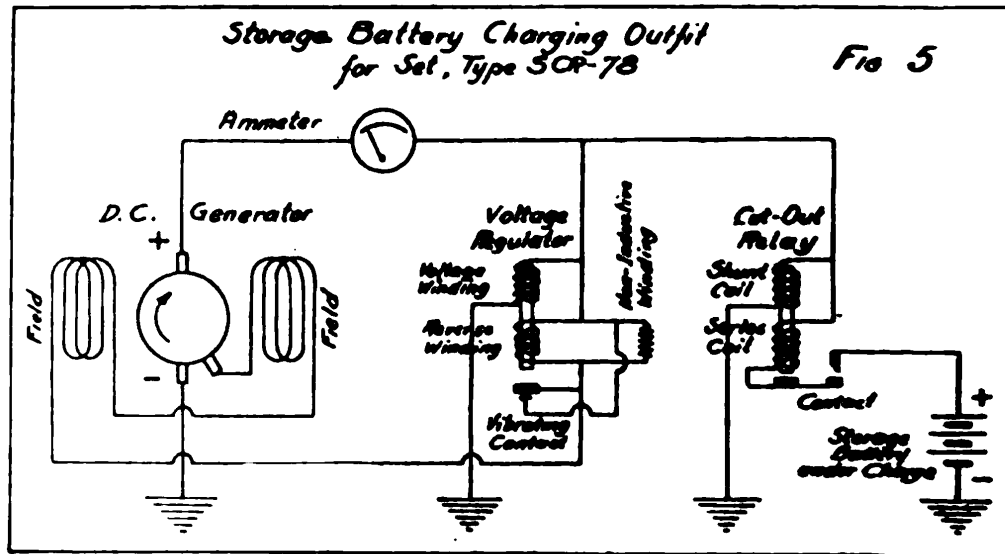 Storage Battery Charging Outfit
for Set, Type SCR-78
Fig 5
Ammeter
D.C. Generator
+
-
Field
Field
Voltage
Regulator
Voltage
Winding
Reverse
Winding
Non-Inductive
Winding
Vibrating
Contact
Cut-Out
Relay
Shunt
Coil
Series
Coil
Contact
+
-
Storage
Battery
under Charge